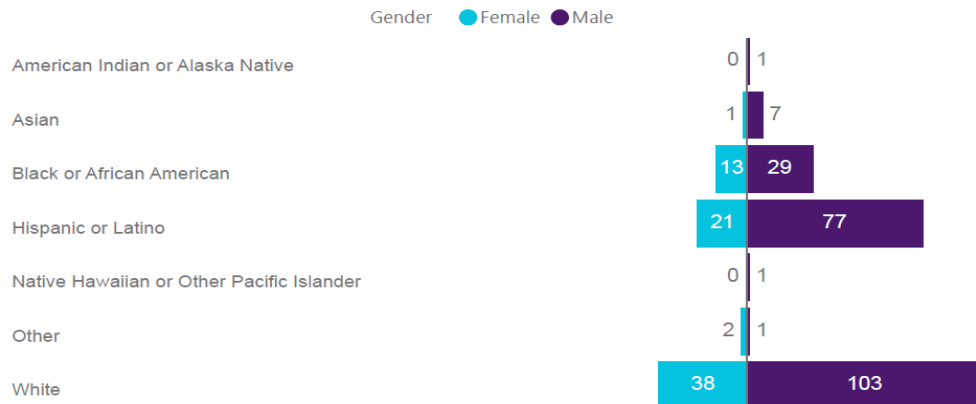 Gender Female Male
American Indian or Alaska Native 0 1
Asian 1 7
Black or African American 13 29
Hispanic or Latino 21 77
Native Hawaiian or Other Pacific Islander 0 1
Other 2 1
White 38 103